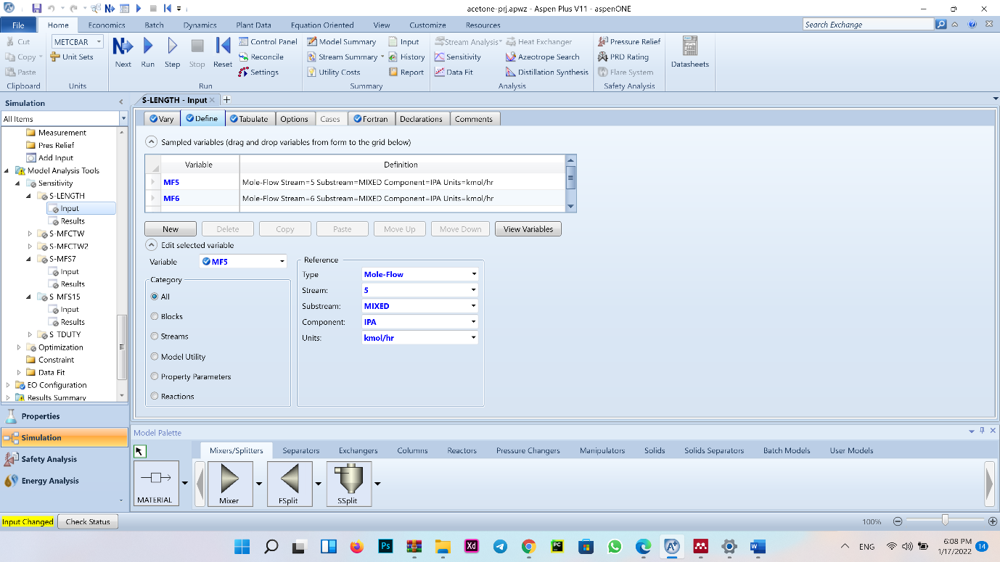 acetone-prj.apwz - Aspen Plus V11 - aspenONE
File Home Economics Batch Dynamics Plant Data Equation Oriented View Customize Resources Search Exchange
Cut METCBAR Control Panel Model Summary Input Stream Analysis Heat Exchanger Pressure Relief
Copy Unit Sets Next Run Step Stop Reset Reconcile Stream Summary History Sensitivity Azeotrope Search PRD Rating Datasheets
Paste Settings Utility Costs Report Data Fit Distillation Synthesis Flare System
Clipboard Units Run Summary Analysis Safety Analysis
Simulation
S-LENGTH - Input
All Items
Vary Define Tabulate Options Cases Fortran Declarations Comments
Measurement
Pres Relief
Add Input
Model Analysis Tools
Sensitivity
S-LENGTH
Input
Results
S-MFCTW
S-MFCTW2
S-MFS7
Input
Results
S-MFS15
Input
Results
S-TDUTY
Optimization
Constraint
Data Fit
EO Configuration
Results Summary
Properties
Simulation
Safety Analysis
Energy Analysis
Sampled variables (drag and drop variables from form to the grid below)
Variable Definition
MF5 Mole-Flow Stream=5 Substream=MIXED Component=IPA Units=kmol/hr
MF6 Mole-Flow Stream=6 Substream=MIXED Component=IPA Units=kmol/hr
New Delete Copy Paste Move Up Move Down View Variables
Edit selected variable
Variable MF5
Category
All
Blocks
Streams
Model Utility
Property Parameters
Reactions
Reference
Type Mole-Flow
Stream: 5
Substream: MIXED
Component: IPA
Units: kmol/hr
Model Palette
Mixers/Splitters Separators Exchangers Columns Reactors Pressure Changers Manipulators Solids Solids Separators Batch Models User Models
MATERIAL Mixer FSplit SSplit
Input Changed Check Status 100%
ENG 6:08 PM
1/17/2022 14